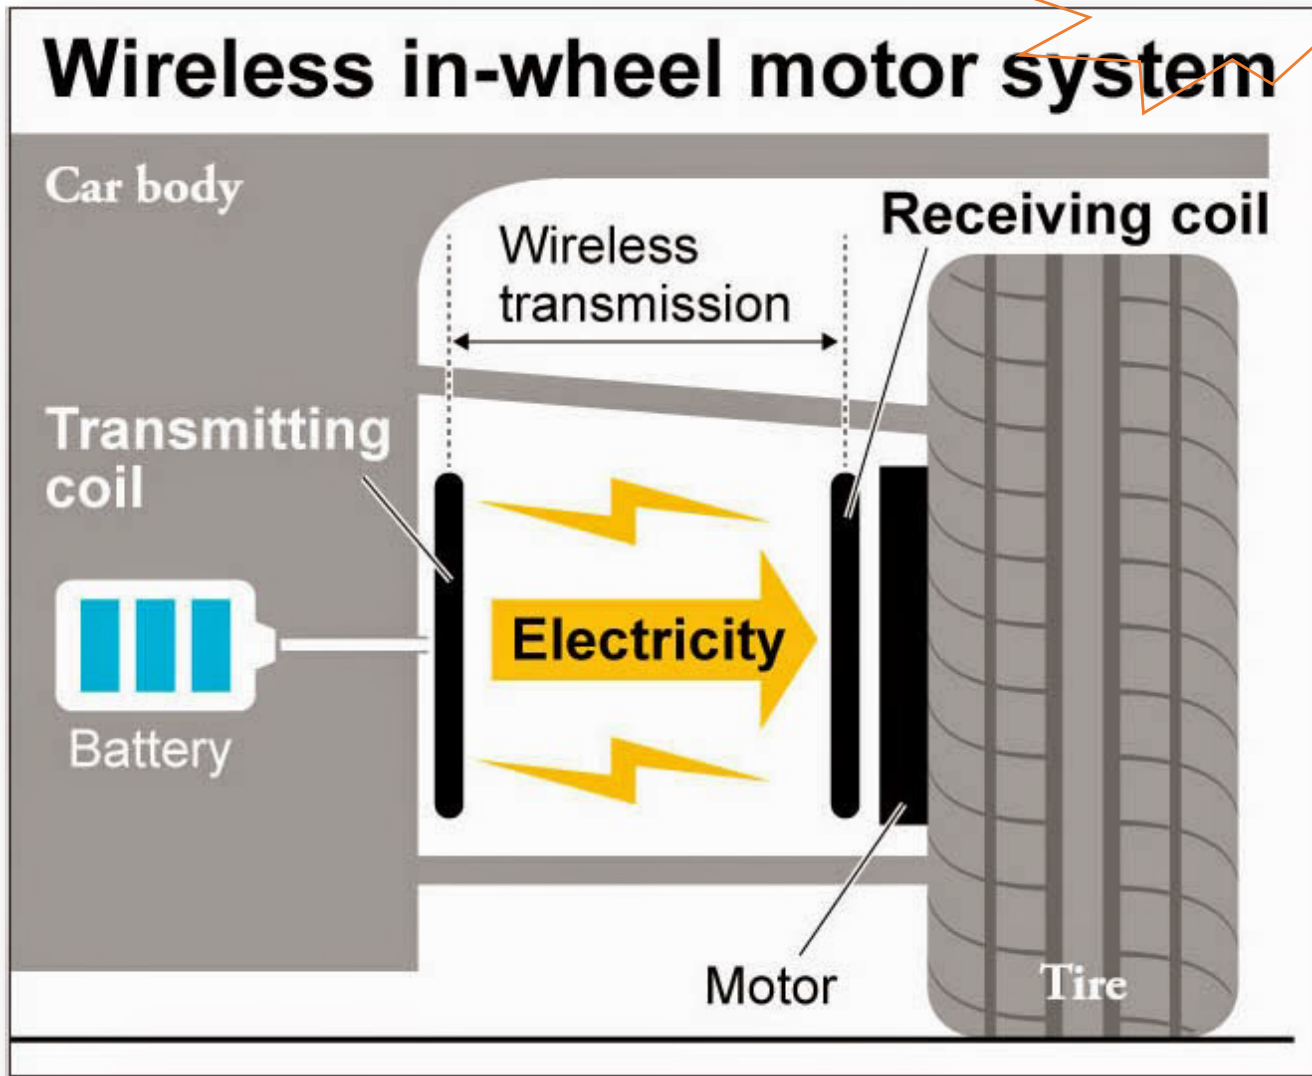 Wireless in-wheel motor system
Car body
Receiving coil
Wireless
transmission
Transmitting
coil
Electricity
Battery
Motor
Tire